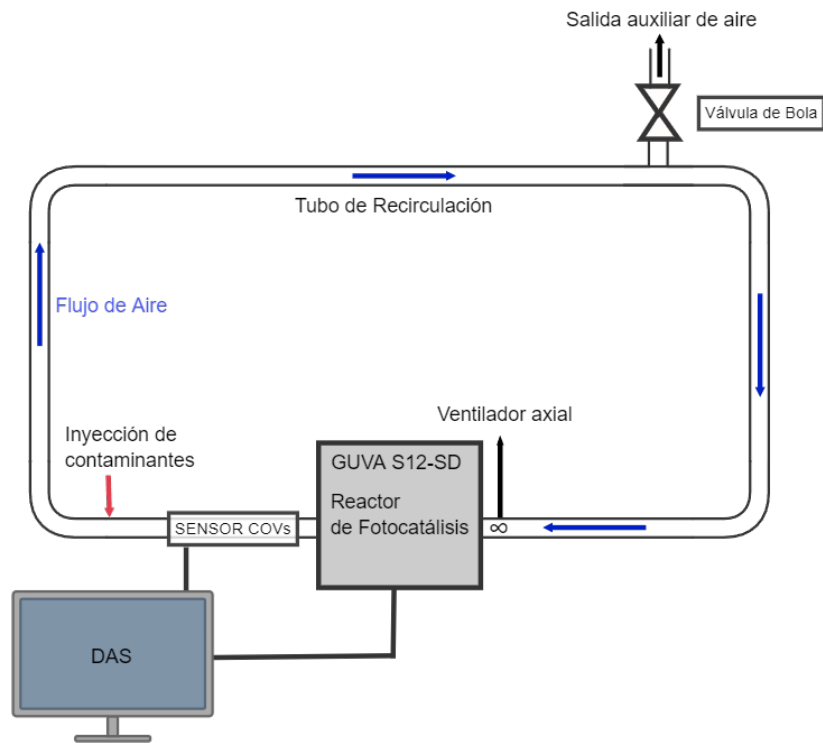 Salida auxiliar de aire
Válvula de Bola
Tubo de Recirculación
Flujo de Aire
Ventilador axial
Inyección de
contaminantes
GUVA S12-SD
Reactor
de Fotocatálisis
SENSOR COVs
∞
DAS